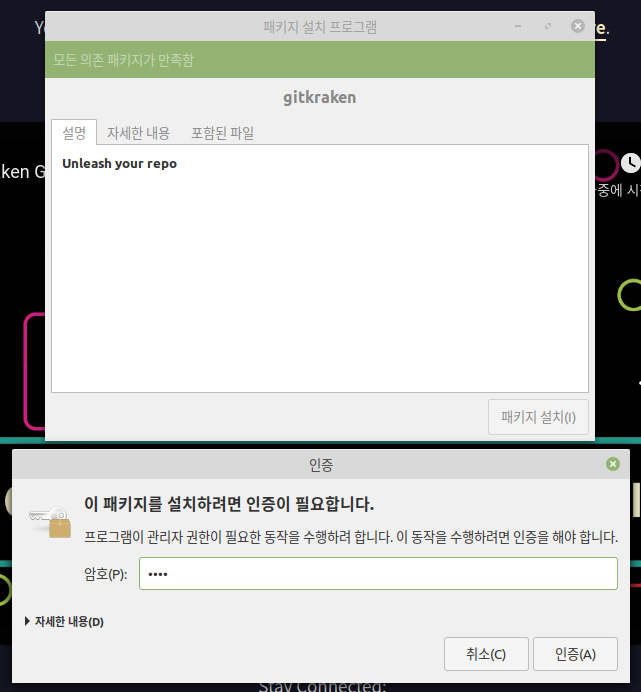 패키지 설치 프로그램
모든 의존 패키지가 만족함
gitkraken
설명 자세한 내용 포함된 파일
Unleash your repo
패키지 설치(I)
인증
이 패키지를 설치하려면 인증이 필요합니다.
프로그램이 관리자 권한이 필요한 동작을 수행하려 합니다. 이 동작을 수행하려면 인증을 해야 합니다.
암호(P): ••••
자세한 내용(D)
취소(C) 인증(A)
Stay Connected: